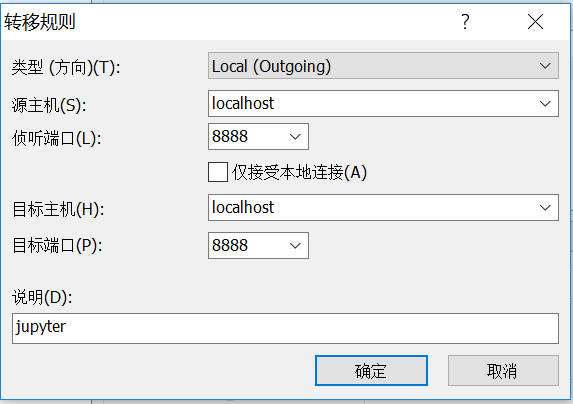 转移规则
类型 (方向)(T):
Local (Outgoing)
源主机(S):
localhost
侦听端口(L):
8888
仅接受本地连接(A)
目标主机(H):
localhost
目标端口(P):
8888
说明(D):
jupyter
确定
取消